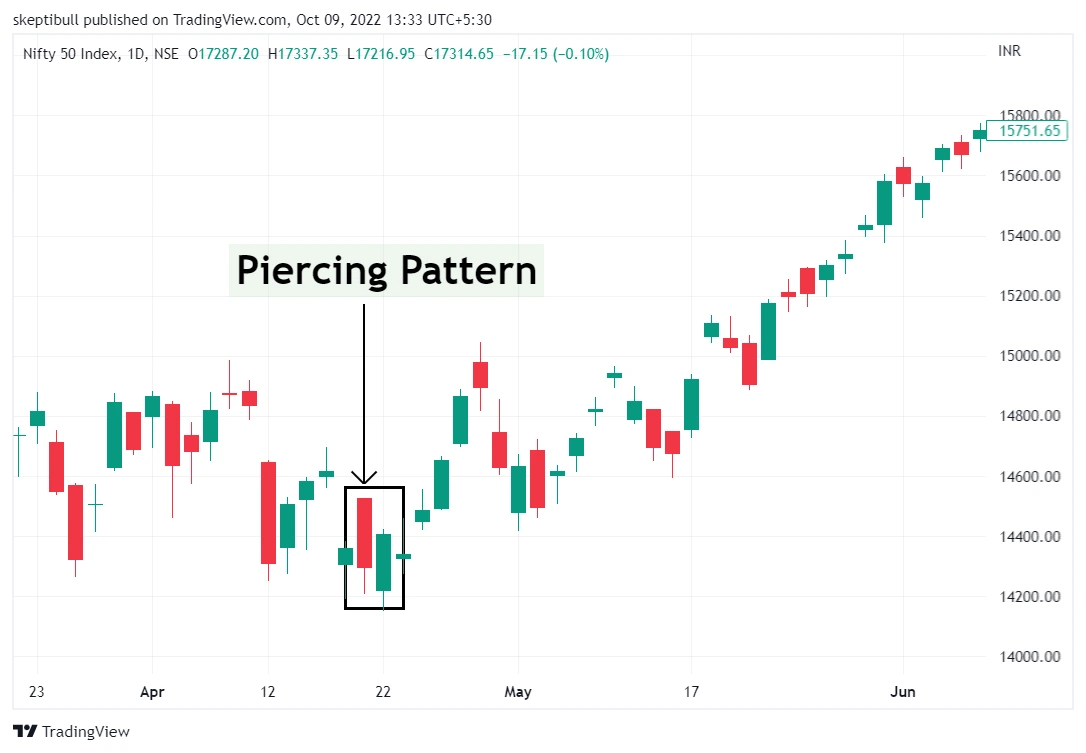 skeptibull published on TradingView.com, Oct 09, 2022 13:33 UTC+5:30
Nifty 50 Index, 1D, NSE O17287.20 H17337.35 L17216.95 C17314.65 −17.15 (−0.10%)
INR
15800.00
15751.65
15600.00
15400.00
Piercing Pattern
15200.00
15000.00
14800.00
14600.00
14400.00
14200.00
14000.00
23 Apr 12 22 May 17 Jun
TradingView